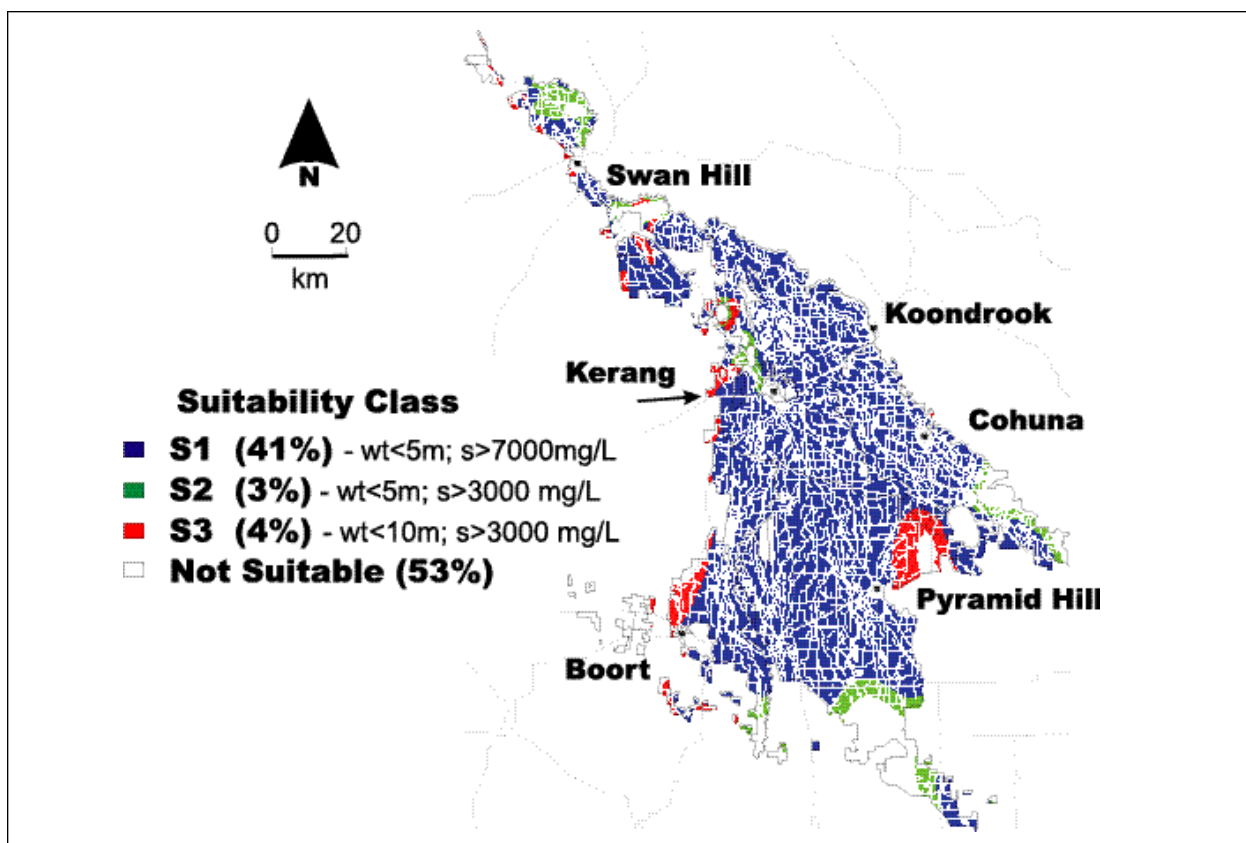 N
0 20
km
Swan Hill
Koondrook
Kerang
Cohuna
Suitability Class
S1 (41%) - wt<5m; s>7000mg/L
S2 (3%) - wt<5m; s>3000 mg/L
S3 (4%) - wt<10m; s>3000 mg/L
Not Suitable (53%)
Pyramid Hill
Boort